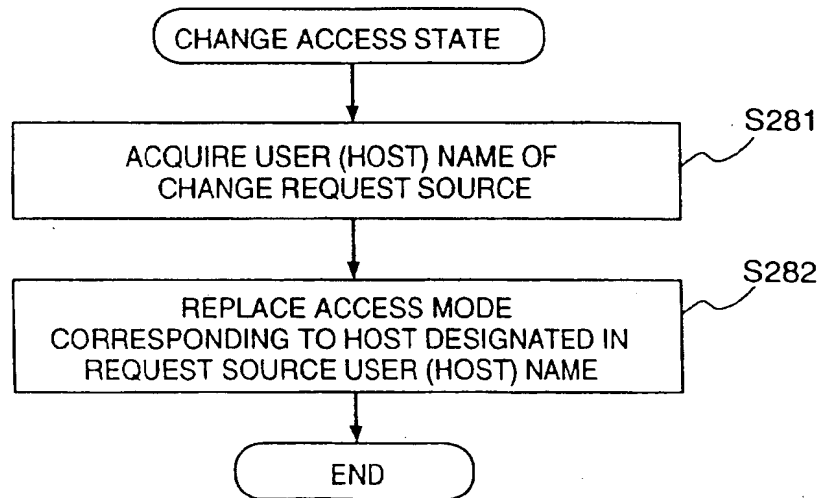 CHANGE ACCESS STATE
S281
ACQUIRE USER (HOST) NAME OF
CHANGE REQUEST SOURCE
S282
REPLACE ACCESS MODE
CORRESPONDING TO HOST DESIGNATED IN
REQUEST SOURCE USER (HOST) NAME
END